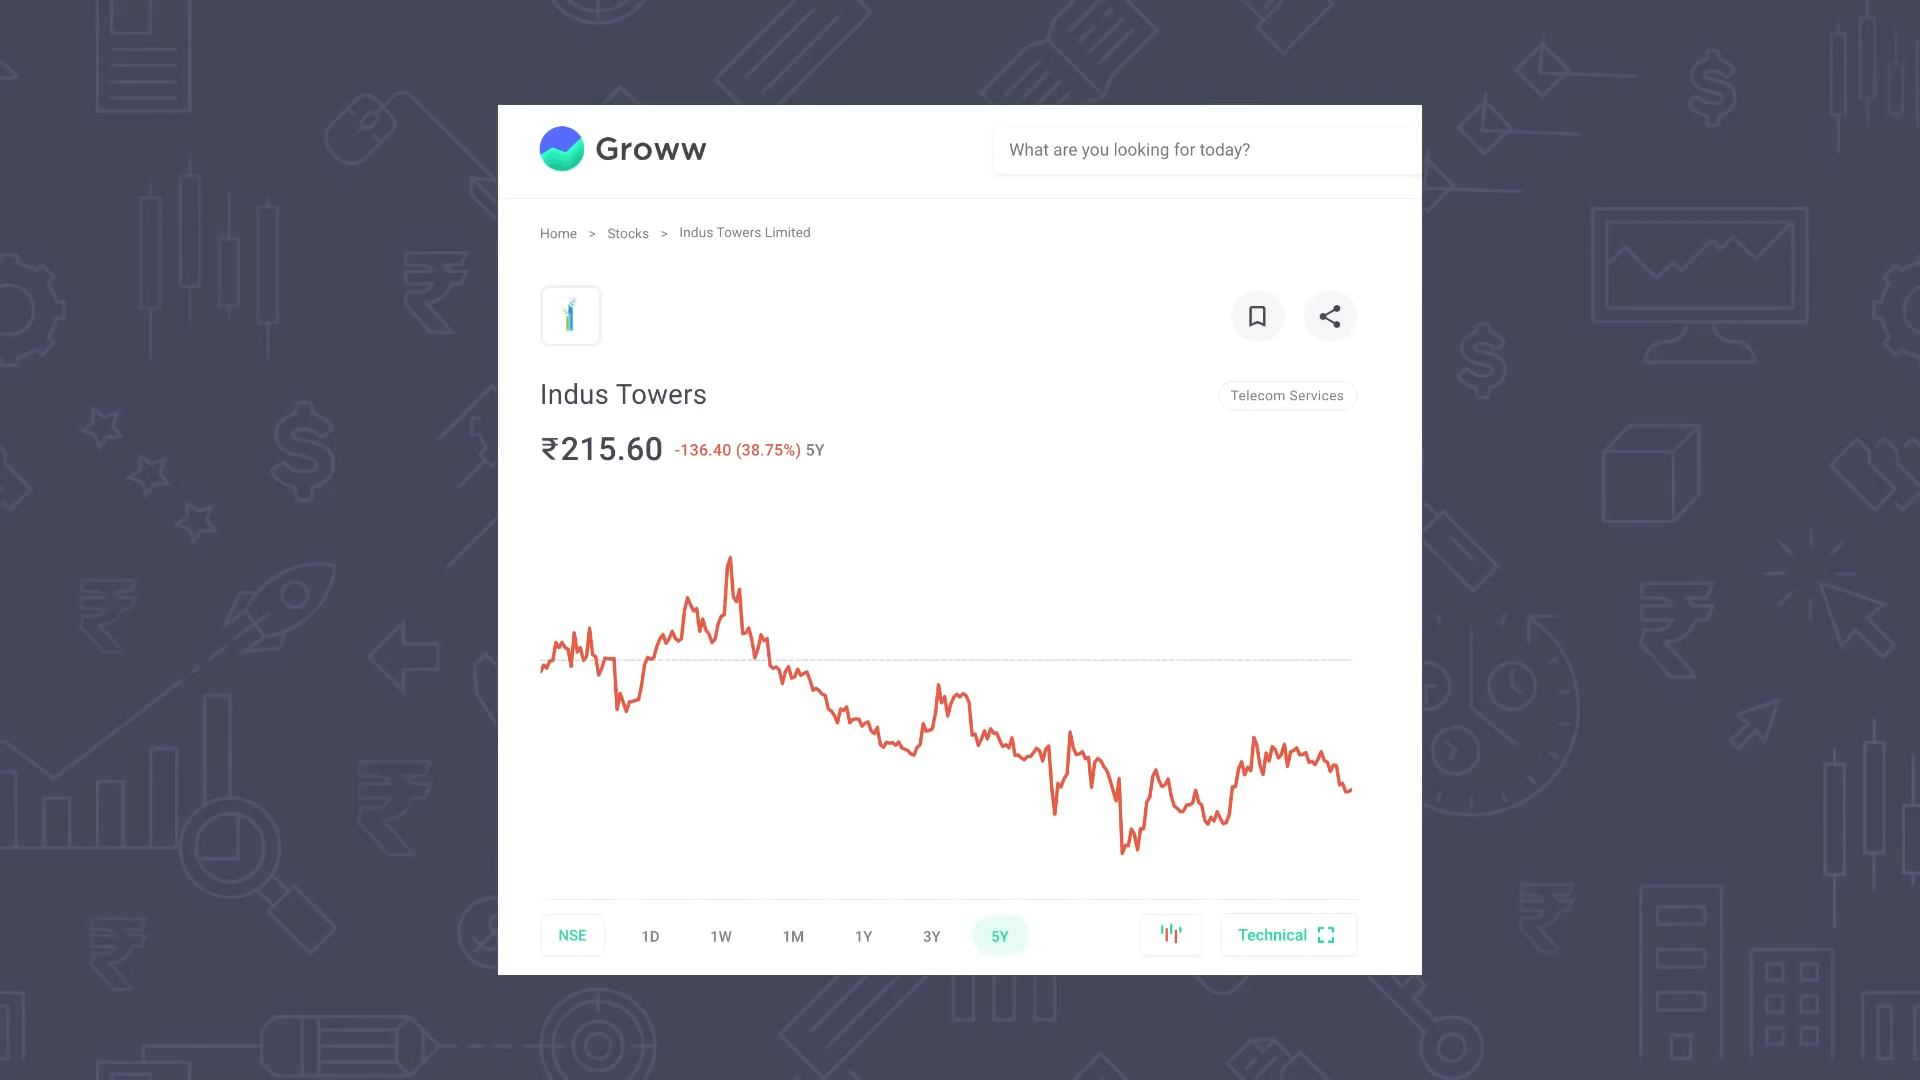 Groww
What are you looking for today?
Home > Stocks > Indus Towers Limited
Indus Towers
Telecom Services
₹215.60 -136.40 (38.75%) 5Y
NSE 1D 1W 1M 1Y 3Y 5Y Technical